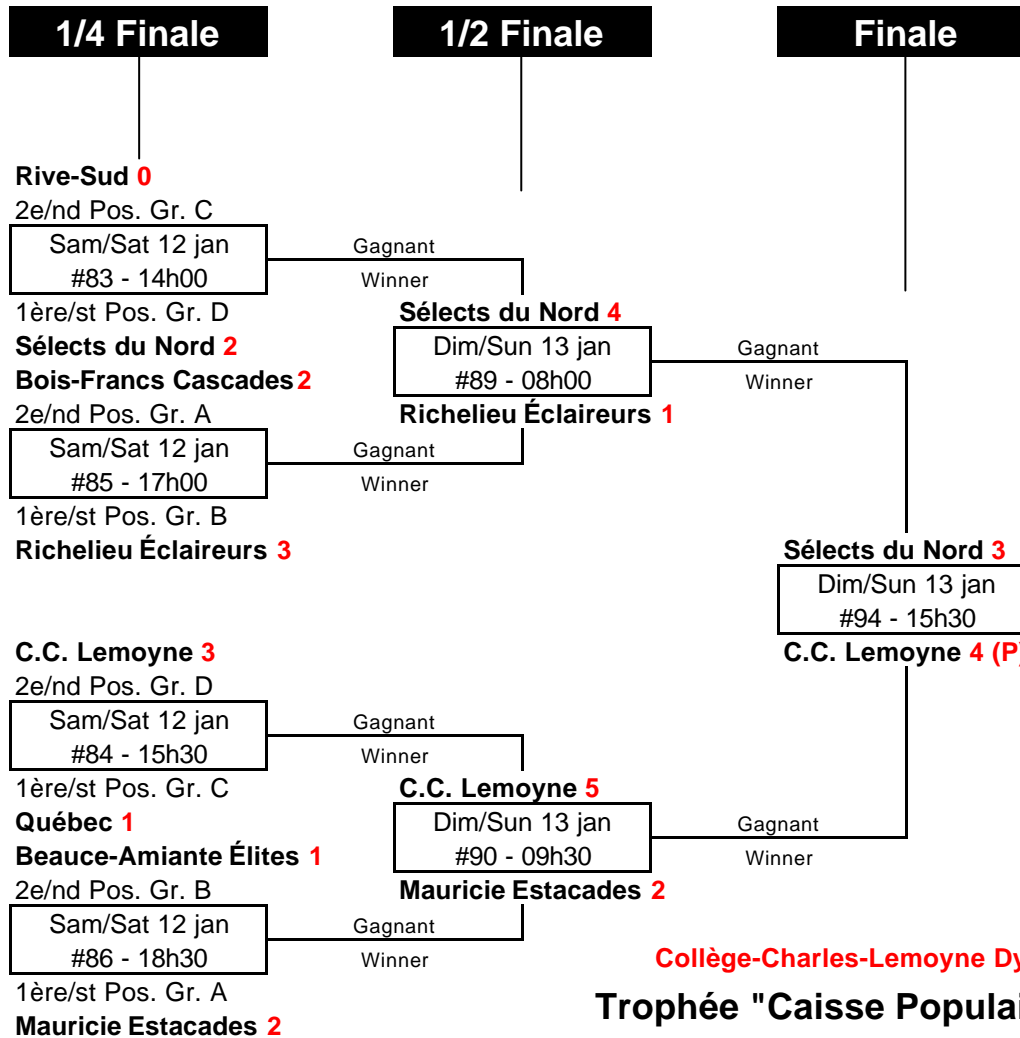 1/4 Finale
1/2 Finale
Finale
Rive-Sud 0
2e/nd Pos. Gr. C
Sam/Sat 12 jan
#83 - 14h00
1ère/st Pos. Gr. D
Sélects du Nord 2
Gagnant
Winner
Bois-Francs Cascades 2
2e/nd Pos. Gr. A
Sam/Sat 12 jan
#85 - 17h00
1ère/st Pos. Gr. B
Richelieu Éclaireurs 3
Gagnant
Winner
C.C. Lemoyne 3
2e/nd Pos. Gr. D
Sam/Sat 12 jan
#84 - 15h30
1ère/st Pos. Gr. C
Québec 1
Gagnant
Winner
Beauce-Amiante Élites 1
2e/nd Pos. Gr. B
Sam/Sat 12 jan
#86 - 18h30
1ère/st Pos. Gr. A
Mauricie Estacades 2
Gagnant
Winner
Sélects du Nord 4
Dim/Sun 13 jan
#89 - 08h00
Richelieu Éclaireurs 1
Gagnant
Winner
C.C. Lemoyne 5
Dim/Sun 13 jan
#90 - 09h30
Mauricie Estacades 2
Gagnant
Winner
Sélects du Nord 3
Dim/Sun 13 jan
#94 - 15h30
C.C. Lemoyne 4 (P)
Collège-Charles-Lemoyne
Trophée "Caisse